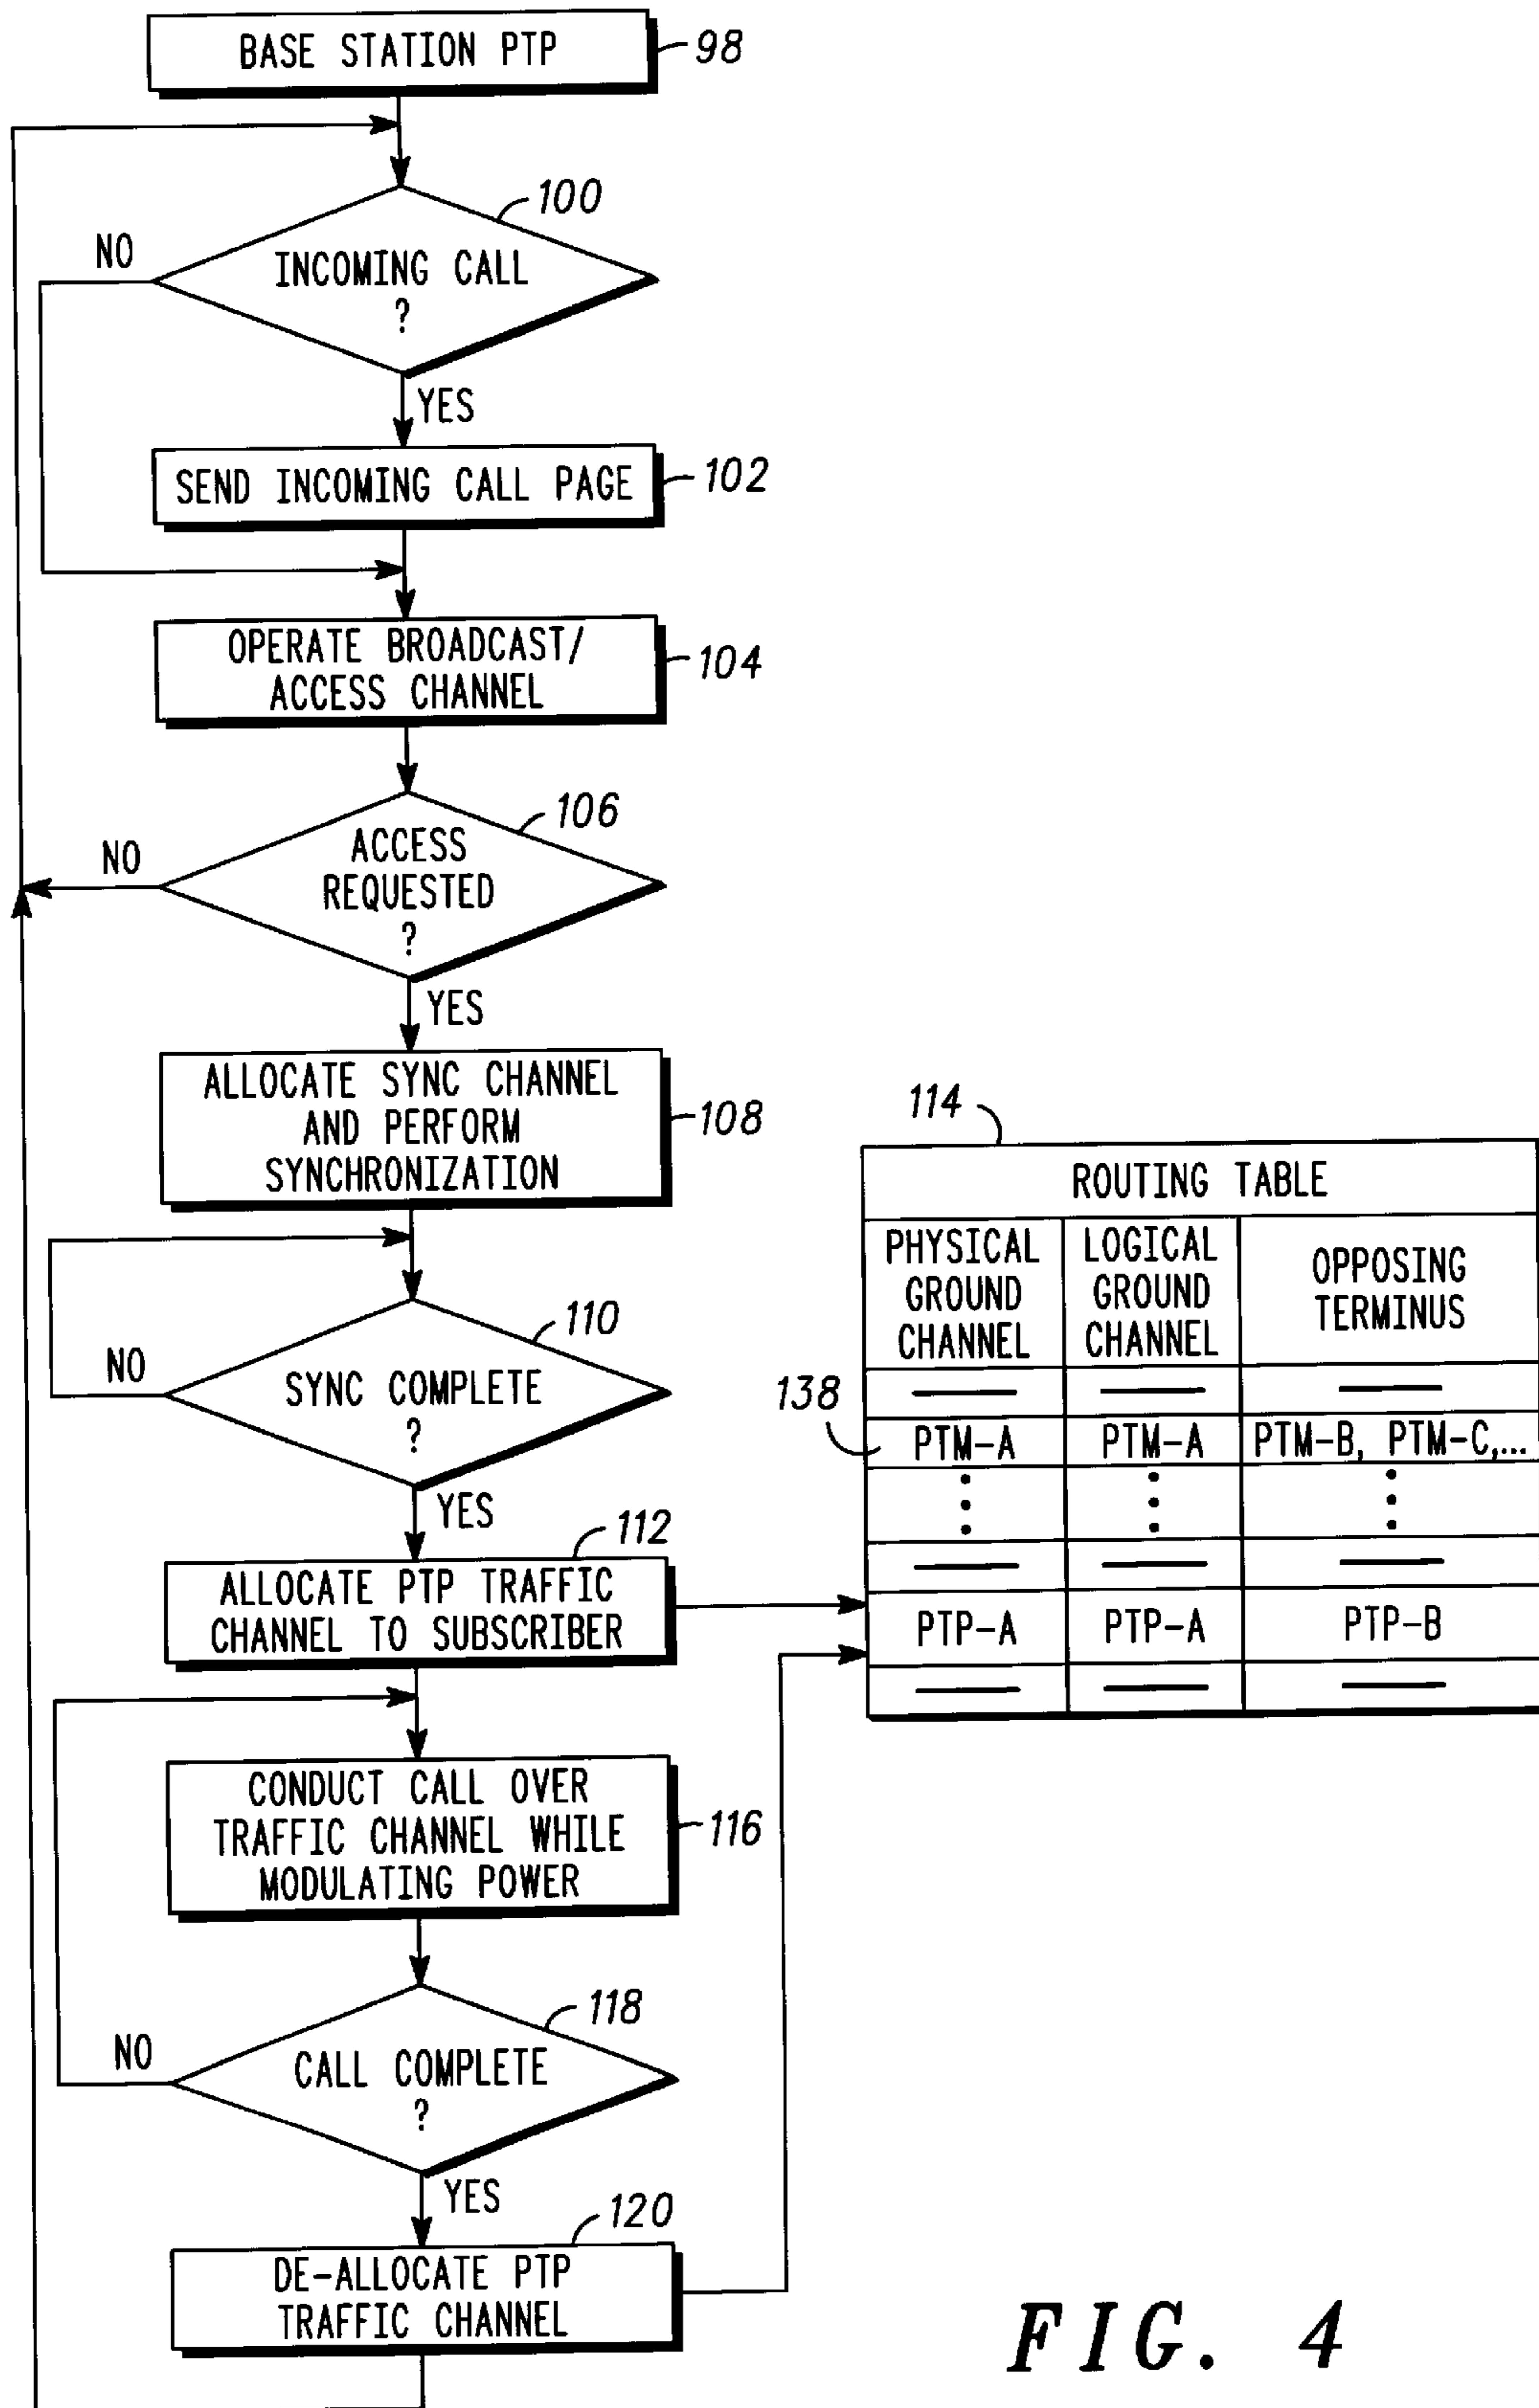 BASE STATION PTP
98
100
NO
INCOMING CALL
?
YES
SEND INCOMING CALL PAGE
102
OPERATE BROADCAST/
ACCESS CHANNEL
104
106
NO
ACCESS
REQUESTED
?
YES
ALLOCATE SYNC CHANNEL
AND PERFORM
SYNCHRONIZATION
108
110
NO
SYNC COMPLETE
?
YES
112
ALLOCATE PTP TRAFFIC
CHANNEL TO SUBSCRIBER
CONDUCT CALL OVER
TRAFFIC CHANNEL WHILE
MODULATING POWER
116
118
NO
CALL COMPLETE
?
YES
120
DE-ALLOCATE PTP
TRAFFIC CHANNEL
114
ROUTING TABLE
PHYSICAL
GROUND
CHANNEL
LOGICAL
GROUND
CHANNEL
OPPOSING
TERMINUS
138
PTM-A
PTM-A
PTM-B, PTM-C,...
PTP-A
PTP-A
PTP-B
FIG. 4